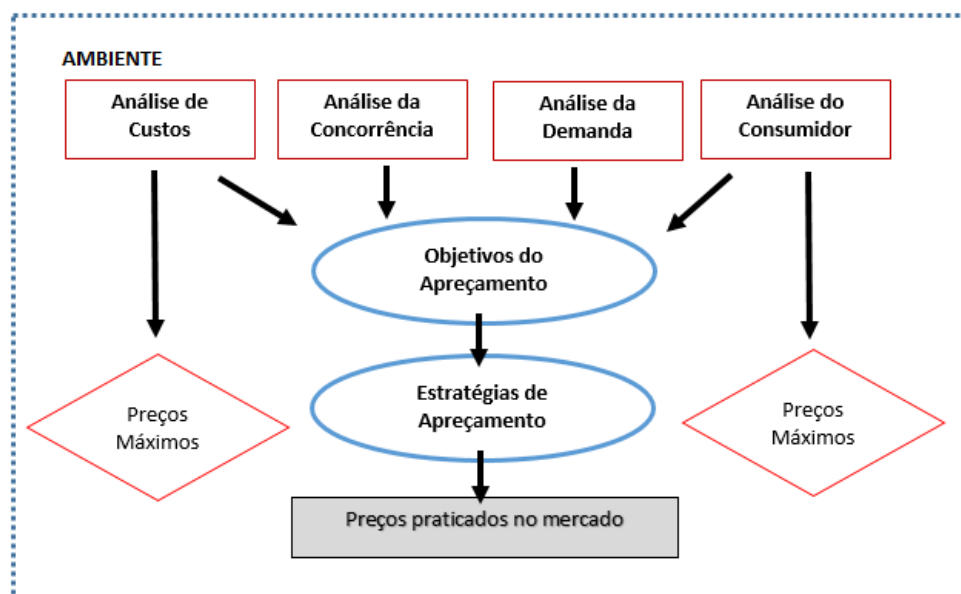 AMBIENTE
Análise de
Custos
Análise da
Concorrência
Análise da
Demanda
Análise do
Consumidor
Objetivos do
Apreçamento
Estratégias de
Apreçamento
Preços
Máximos
Preços
Máximos
Preços praticados no mercado